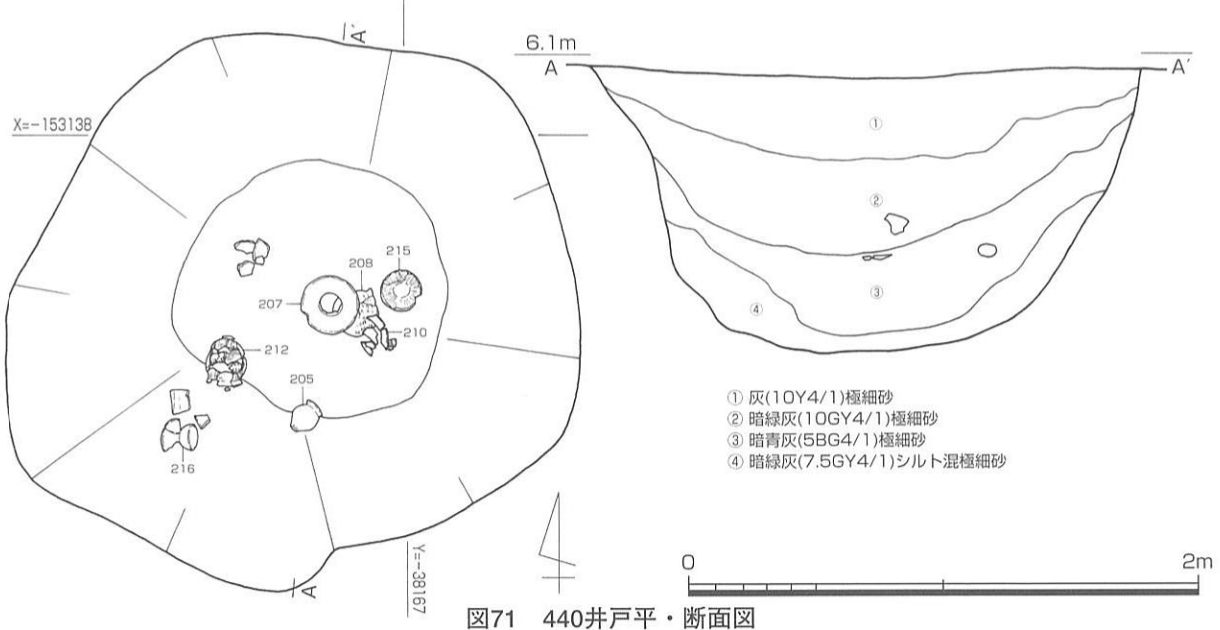 A'
X=-153138
208
215
207
210
212
205
216
A
Y=-38167
6.1m
A
A'
①
②
③
④
① 灰(10Y4/1)極細砂
② 暗緑灰(10GY4/1)極細砂
③ 暗青灰(5BG4/1)極細砂
④ 暗緑灰(7.5GY4/1)シルト混極細砂
0
2m
図71 440井戸平・断面図